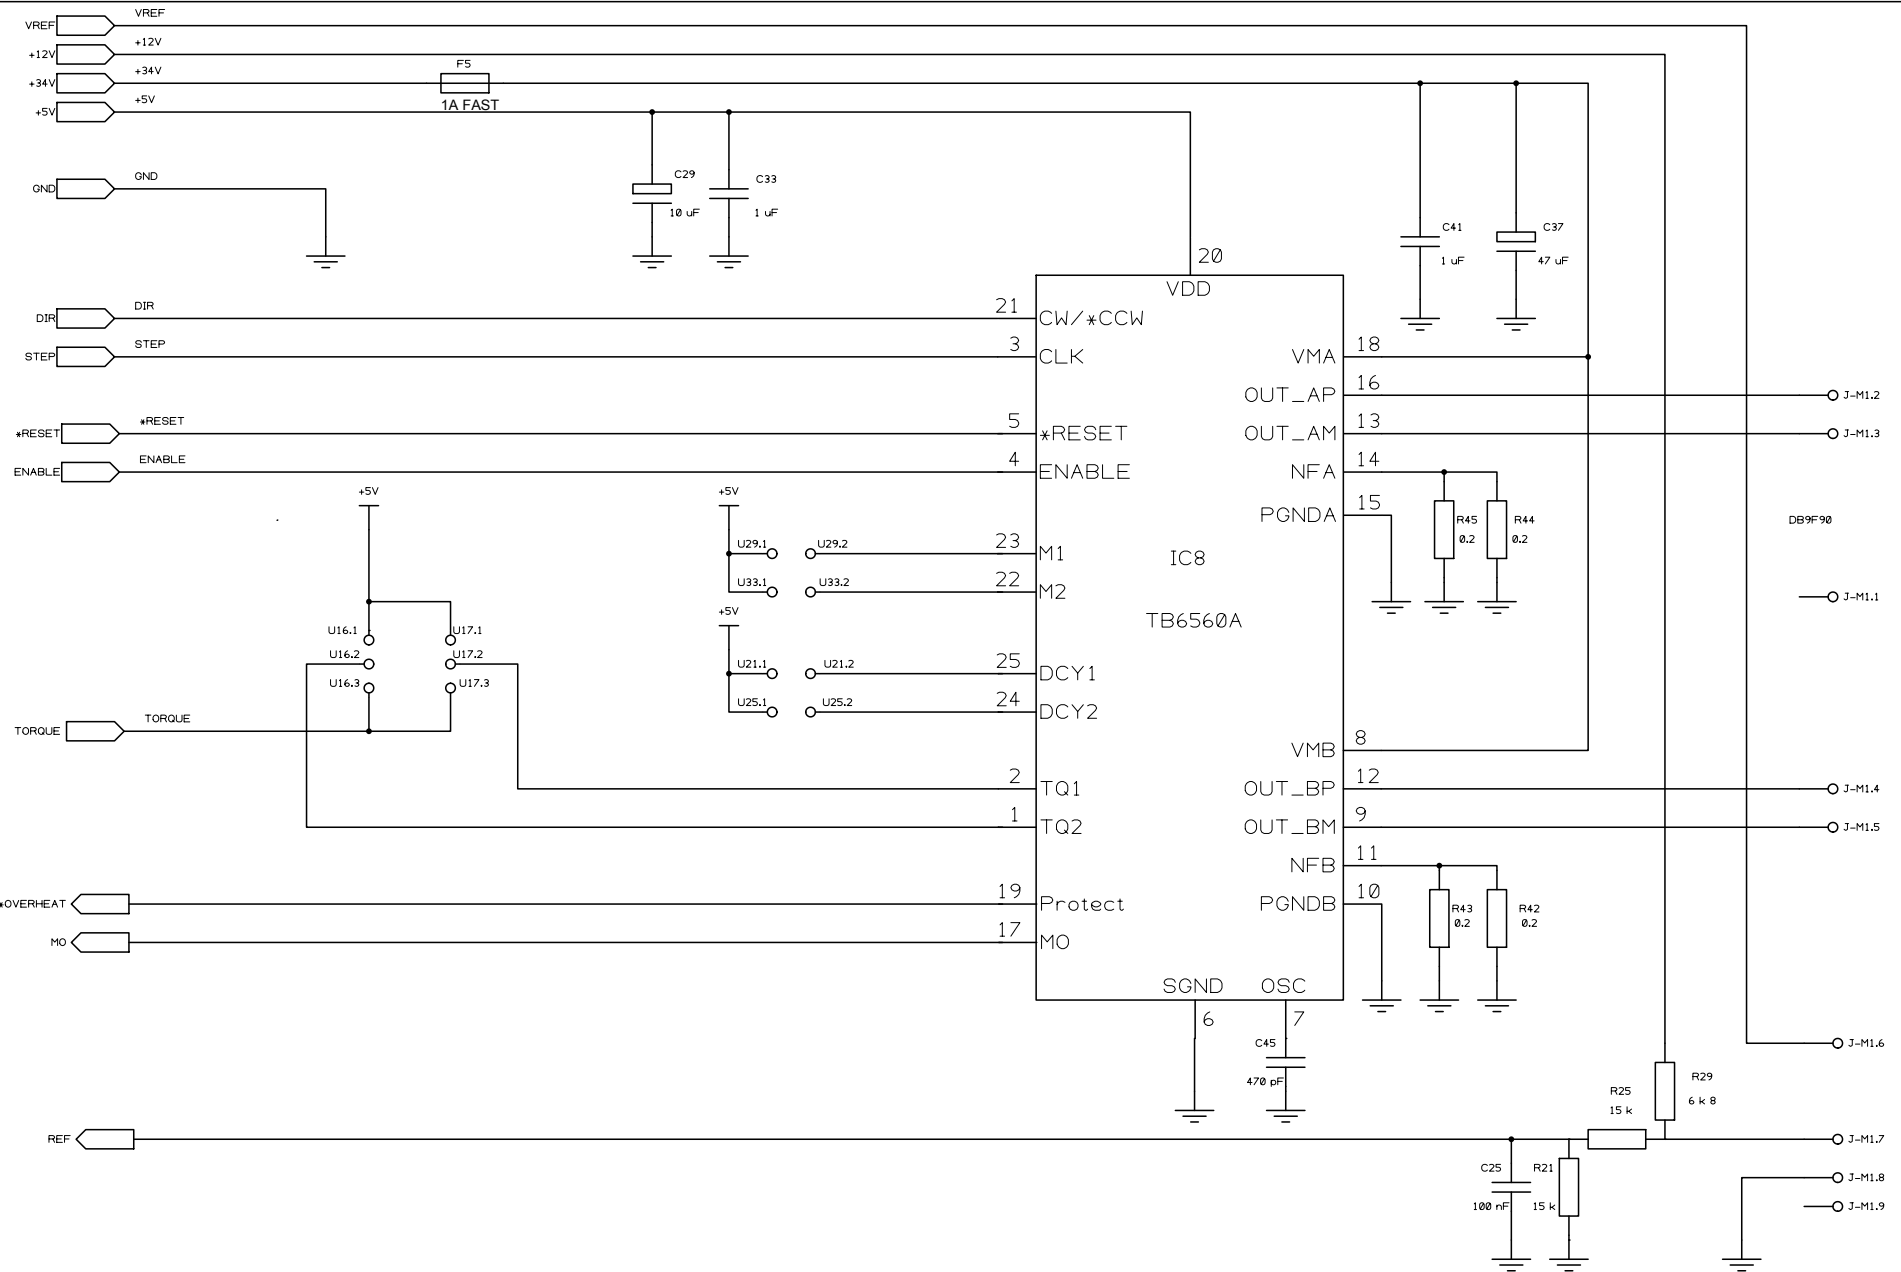 VREF VREF
+12V +12V
+34V +34V F5
1A FAST
+5V +5V
GND GND
C29
10 uF
C33
1 uF
C41
1 uF
C37
47 uF
20
VDD
DIR DIR 21 CW/*CCW
STEP STEP 3 CLK
VMA 18
OUT_AP 16 J-M1.2
*RESET *RESET 5 *RESET
OUT_AM 13 J-M1.3
ENABLE ENABLE 4 ENABLE
NFA 14
+5V +5V
PGNDA 15
R45
0.2
R44
0.2
DB9F90
U29.1 U29.2 23 M1
IC8
U33.1 U33.2 22 M2
J-M1.1
+5V
TB6560A
U16.1 U17.1
U16.2 U17.2
U16.3 U17.3
U21.1 U21.2 25 DCY1
U25.1 U25.2 24 DCY2
TORQUE TORQUE
VMB 8
2 TQ1
OUT_BP 12 J-M1.4
1 TQ2
OUT_BM 9 J-M1.5
NFB 11
*OVERHEAT 19 Protect
PGNDB 10
R43
0.2
R42
0.2
MO 17 MO
SGND OSC
6 7
C45
470 pF
J-M1.6
R25
15 k
R29
6 k 8
REF J-M1.7
C25
100 nF
R21
15 k
J-M1.8
J-M1.9